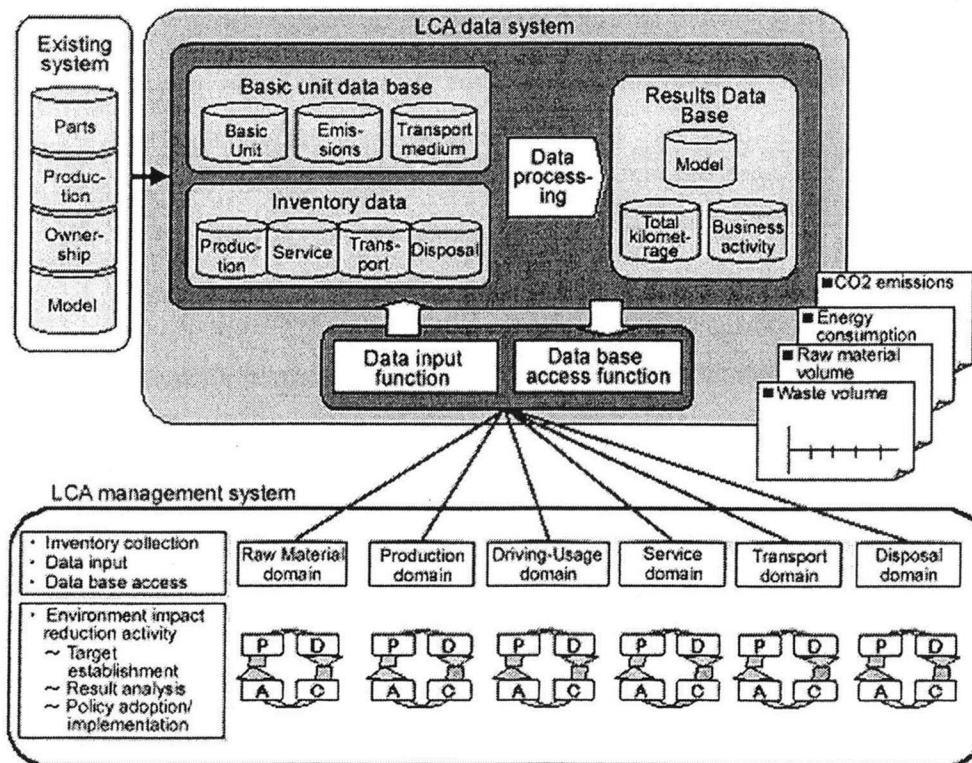 LCA data system
Existing
system
Parts
Produc-
tion
Owner-
ship
Model
Basic unit data base
Basic
Unit
Emis-
sions
Transport
medium
Inventory data
Produc-
tion
Service
Trans-
port
Disposal
Data
process-
ing
Results Data
Base
Model
Total
kilomet-
rage
Business
activity
Data input
function
Data base
access function
■CO2 emissions
■Energy
consumption
■Raw material
volume
■Waste volume
LCA management system
· Inventory collection
· Data input
· Data base access
Raw Material
domain
Production
domain
Driving-Usage
domain
Service
domain
Transport
domain
Disposal
domain
· Environment impact
reduction activity
~ Target
establishment
~ Result analysis
~ Policy adoption/
implementation
P D
A C
P D
A C
P D
A C
P D
A C
P D
A C
P D
A C